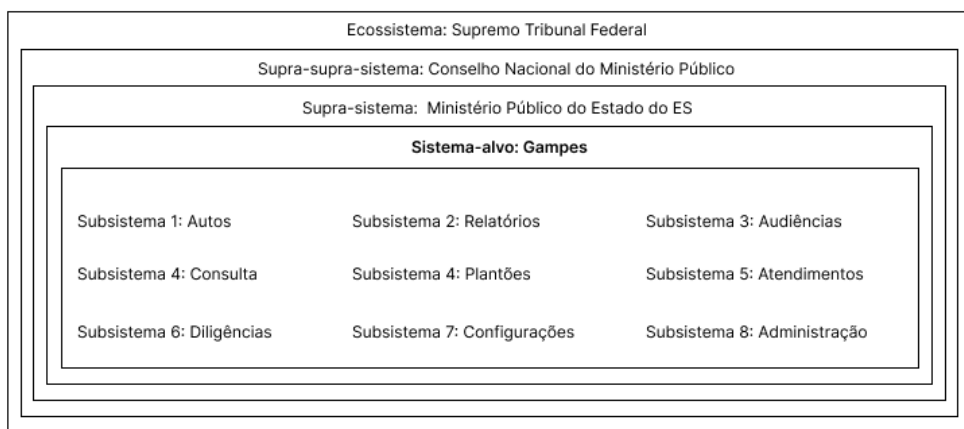 Ecossistema: Supremo Tribunal Federal
Supra-supra-sistema: Conselho Nacional do Ministério Público
Supra-sistema: Ministério Público do Estado do ES
Sistema-alvo: Gampes
Subsistema 1: Autos Subsistema 2: Relatórios Subsistema 3: Audiências
Subsistema 4: Consulta Subsistema 4: Plantões Subsistema 5: Atendimentos
Subsistema 6: Diligências Subsistema 7: Configurações Subsistema 8: Administração